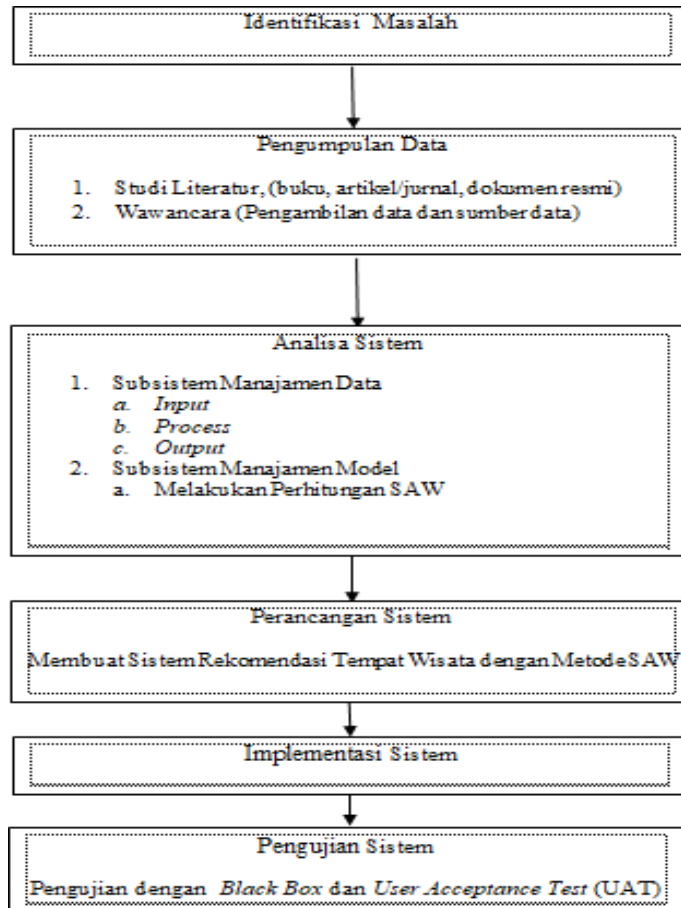 Identifikasi Masalah
Pengumpulan Data
1. Studi Literatur, (buku, artikel/jurnal, dokumen resmi)
2. Wawancara (Pengambilan data dan sumber data)
Analisa Sistem
1. Subsistem Manajamen Data
a. Input
b. Process
c. Output
2. Subsistem Manajamen Model
a. Melakukan Perhitungan SAW
Perancangan Sistem
Membuat Sistem Rekomendasi Tempat Wisata dengan Metode SAW
Implementasi Sistem
Pengujian Sistem
Pengujian dengan Black Box dan User Acceptance Test (UAT)